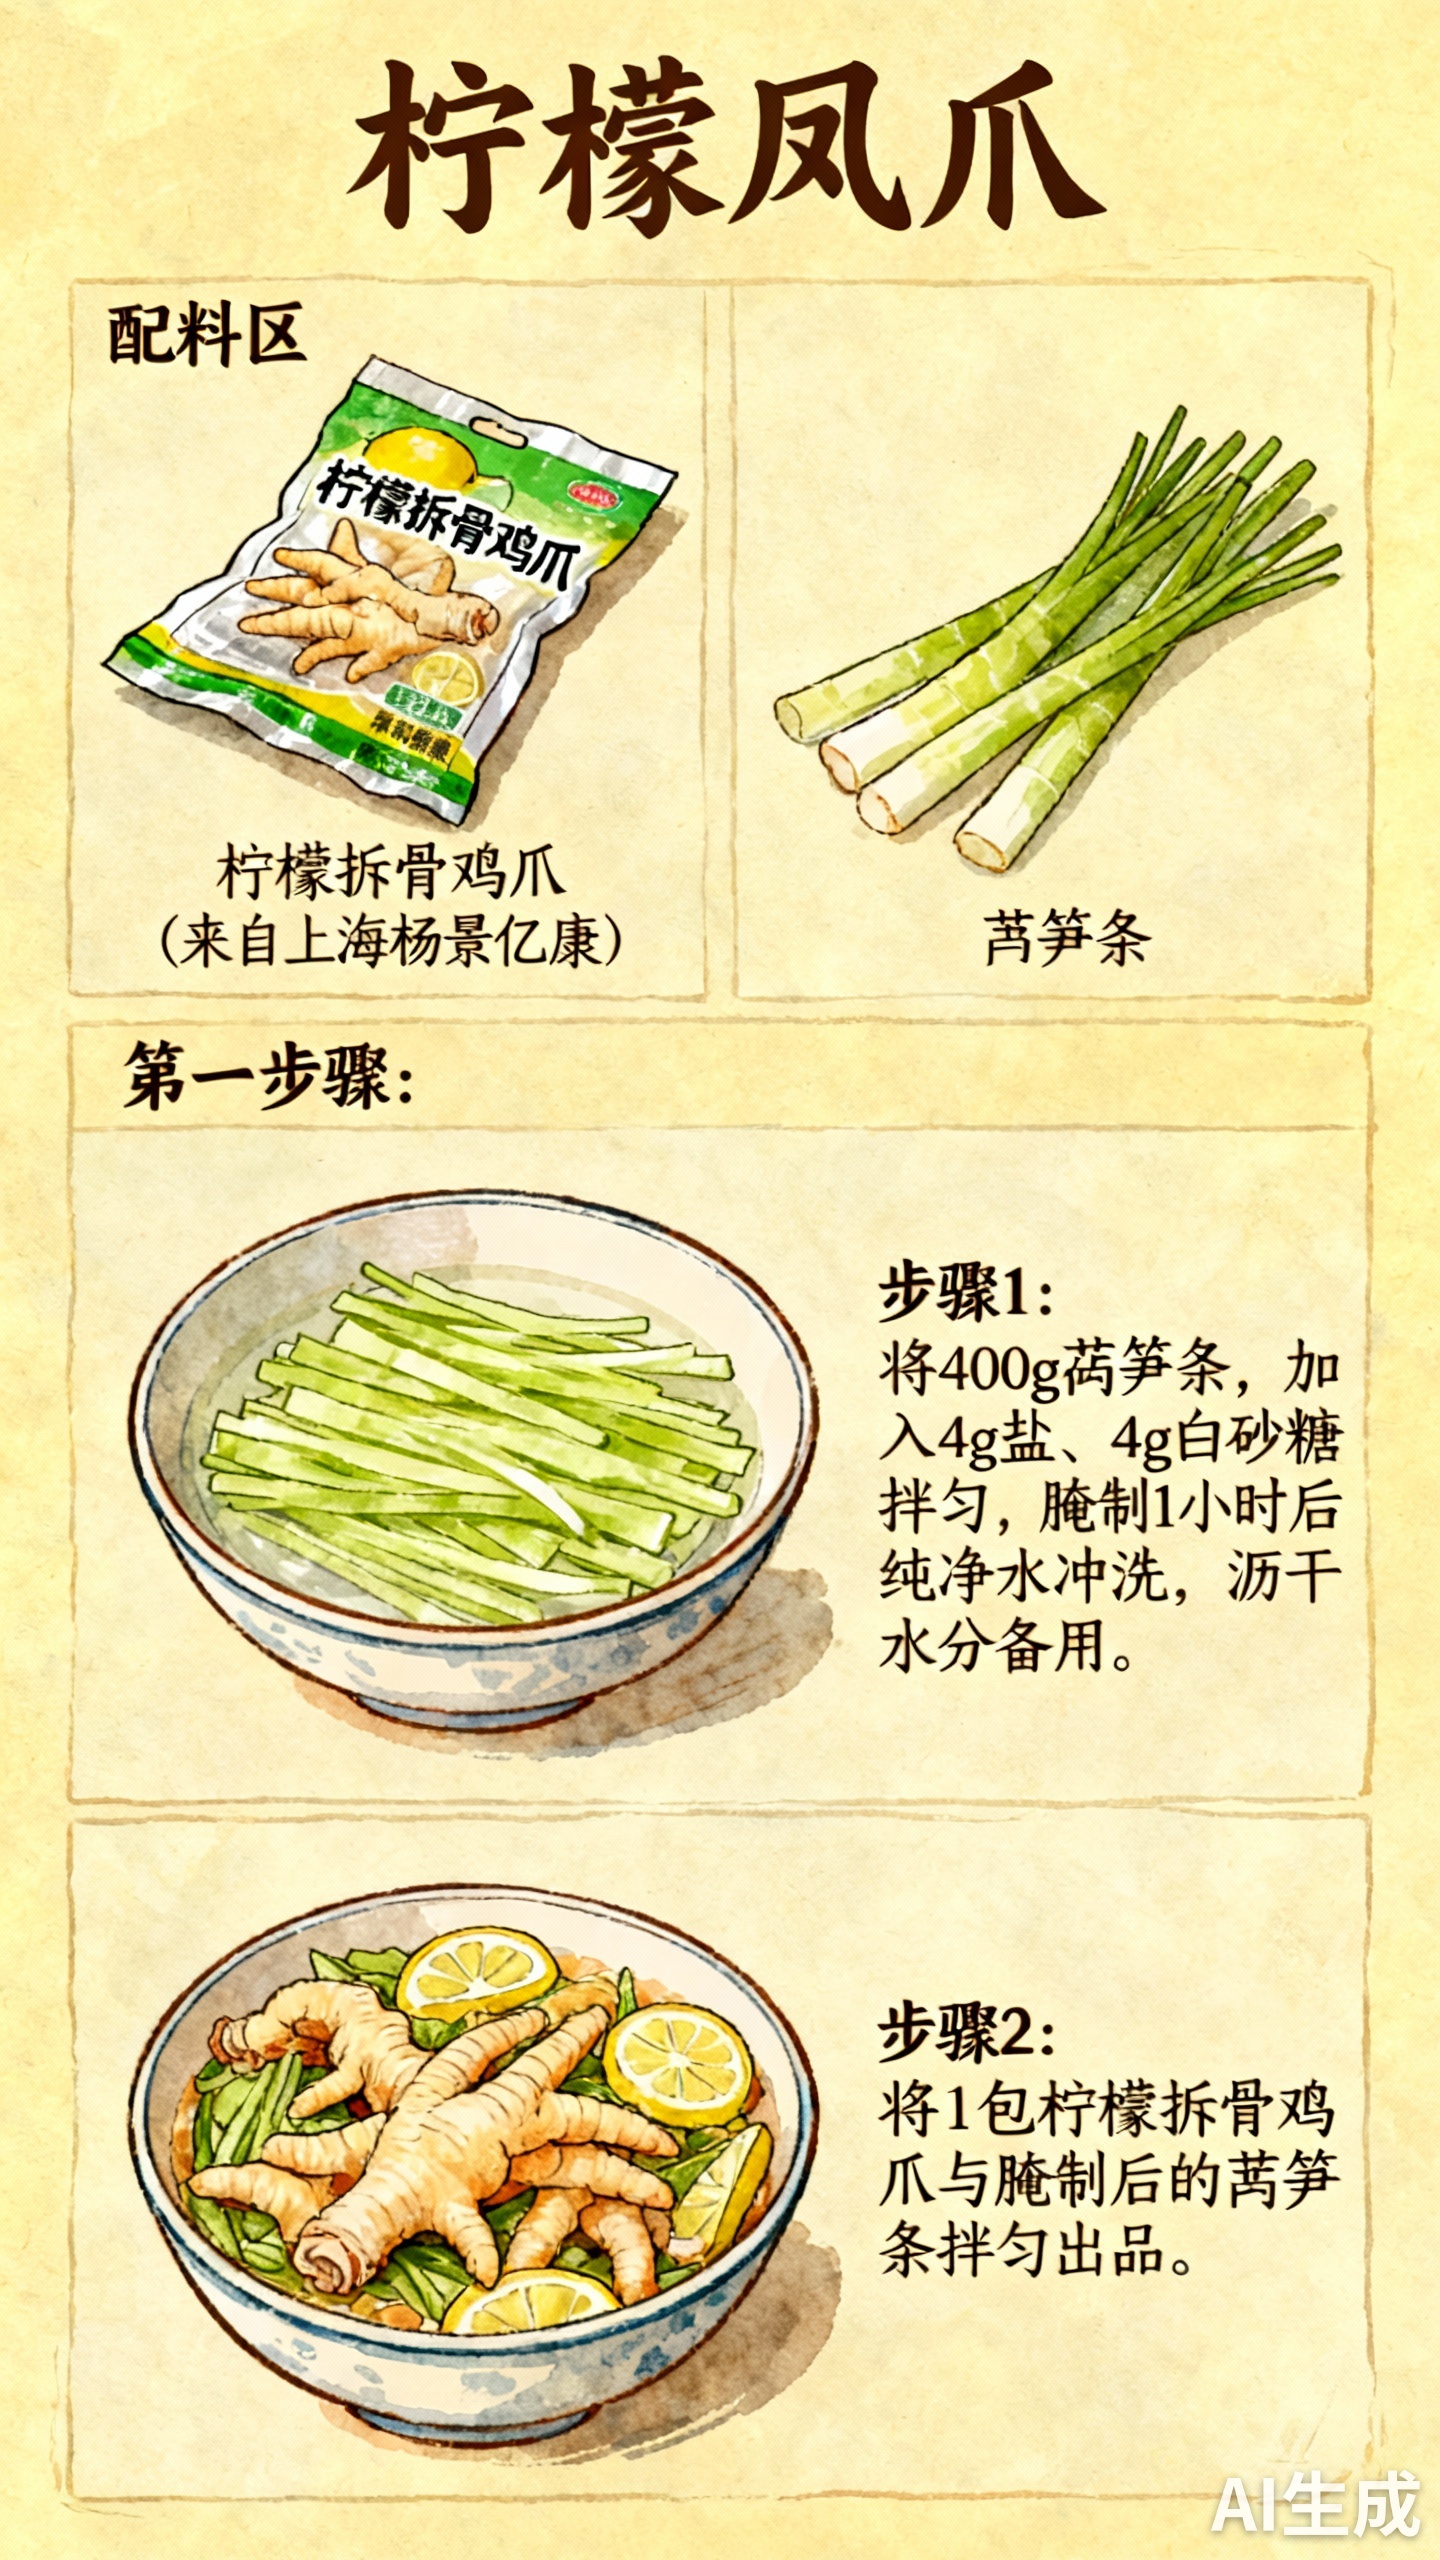 柠檬凤爪
配料区
柠檬拆骨鸡爪
柠檬拆骨鸡爪
(来自上海杨景亿康)
莴笋条
第一步骤：
步骤1：
将400g莴笋条，加
入4g盐、4g白砂糖
拌匀，腌制1小时后
纯净水冲洗，沥干
水分备用。
步骤2：
将1包柠檬拆骨鸡
爪与腌制后的莴笋
条拌匀出品。
AI生成